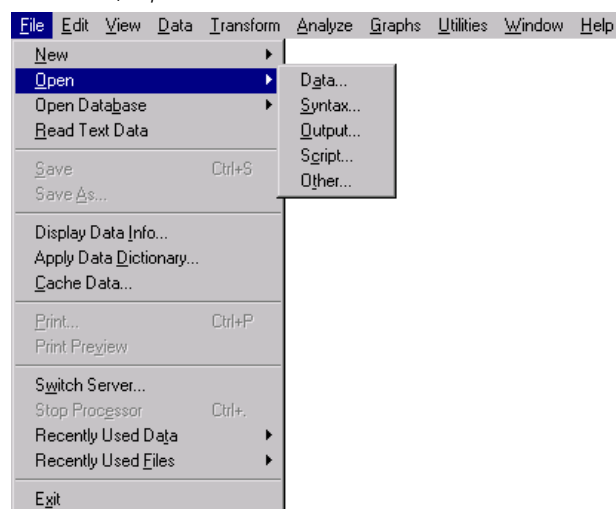 File Edit View Data Transform Analyze Graphs Utilities Window Help
New
Open
Open Database
Read Text Data
Save Ctrl+S
Save As...
Display Data Info...
Apply Data Dictionary...
Cache Data...
Print... Ctrl+P
Print Preview
Switch Server...
Stop Processor Ctrl+.
Recently Used Data
Recently Used Files
Exit
Data...
Syntax...
Output...
Script...
Other...